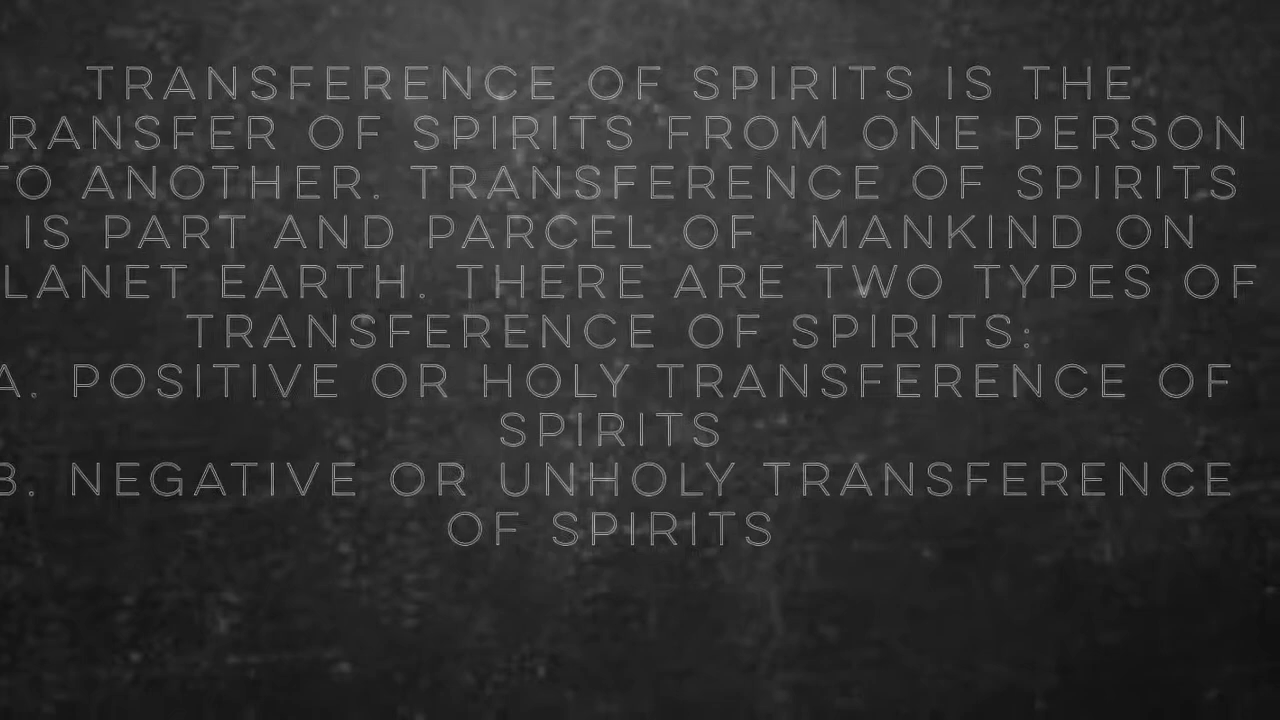 TRANSFERENCE OF SPIRITS IS THE
RANSFER OF SPIRITS FROM ONE PERSON
TO ANOTHER. TRANSFERENCE OF SPIRITS
IS PART AND PARCEL OF MANKIND ON
LANET EARTH. THERE ARE TWO TYPES OF
TRANSFERENCE OF SPIRITS:
A. POSITIVE OR HOLY TRANSFERENCE OF
SPIRITS
B. NEGATIVE OR UNHOLY TRANSFERENCE
OF SPIRITS